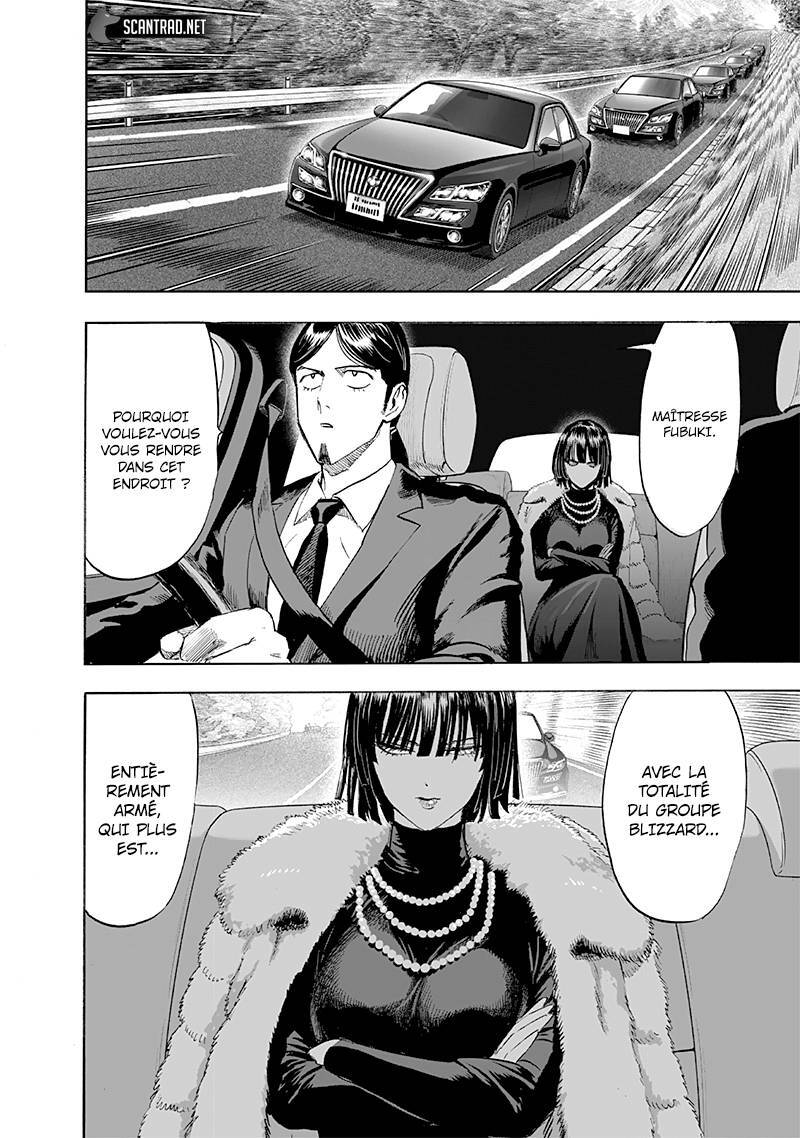 SCANTRAD.NET
MAÎTRESSE
FUBUKI.
POURQUOI
VOULEZ-VOUS
VOUS RENDRE
DANS CET
ENDROIT ?
AVEC LA
TOTALITÉ
DU GROUPE
BLIZZARD...
ENTIÈ-
REMENT
ARMÉ,
QUI PLUS
EST...